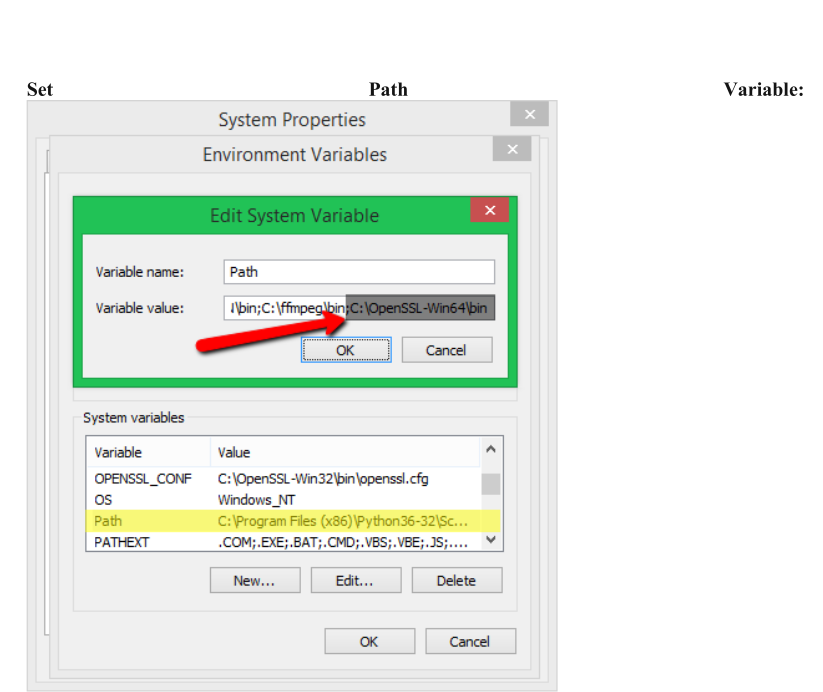 Set Path Variable:
System Properties
Environment Variables
Edit System Variable
Variable name: Path
Variable value: \bin;C:\ffmpeg\bin;C:\OpenSSL-Win64\bin
OK Cancel
System variables
Variable Value
OPENSSL_CONF C:\OpenSSL-Win32\bin\openssl.cfg
OS Windows_NT
Path C:\Program Files (x86)\Python36-32\Sc...
PATHEXT .COM;.EXE;.BAT;.CMD;.VBS;.VBE;.JS;....
New... Edit... Delete
OK Cancel